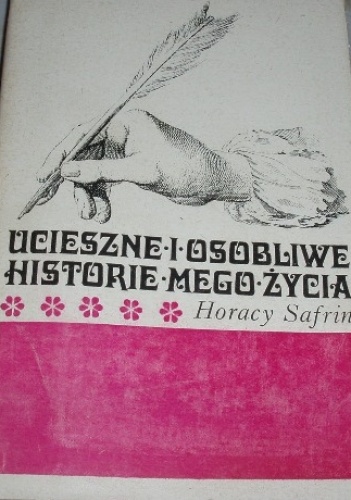 UCIESZNE·I·OSOBLIWE
HISTORIE·MEGO·ŻYCIA
Horacy Safrin